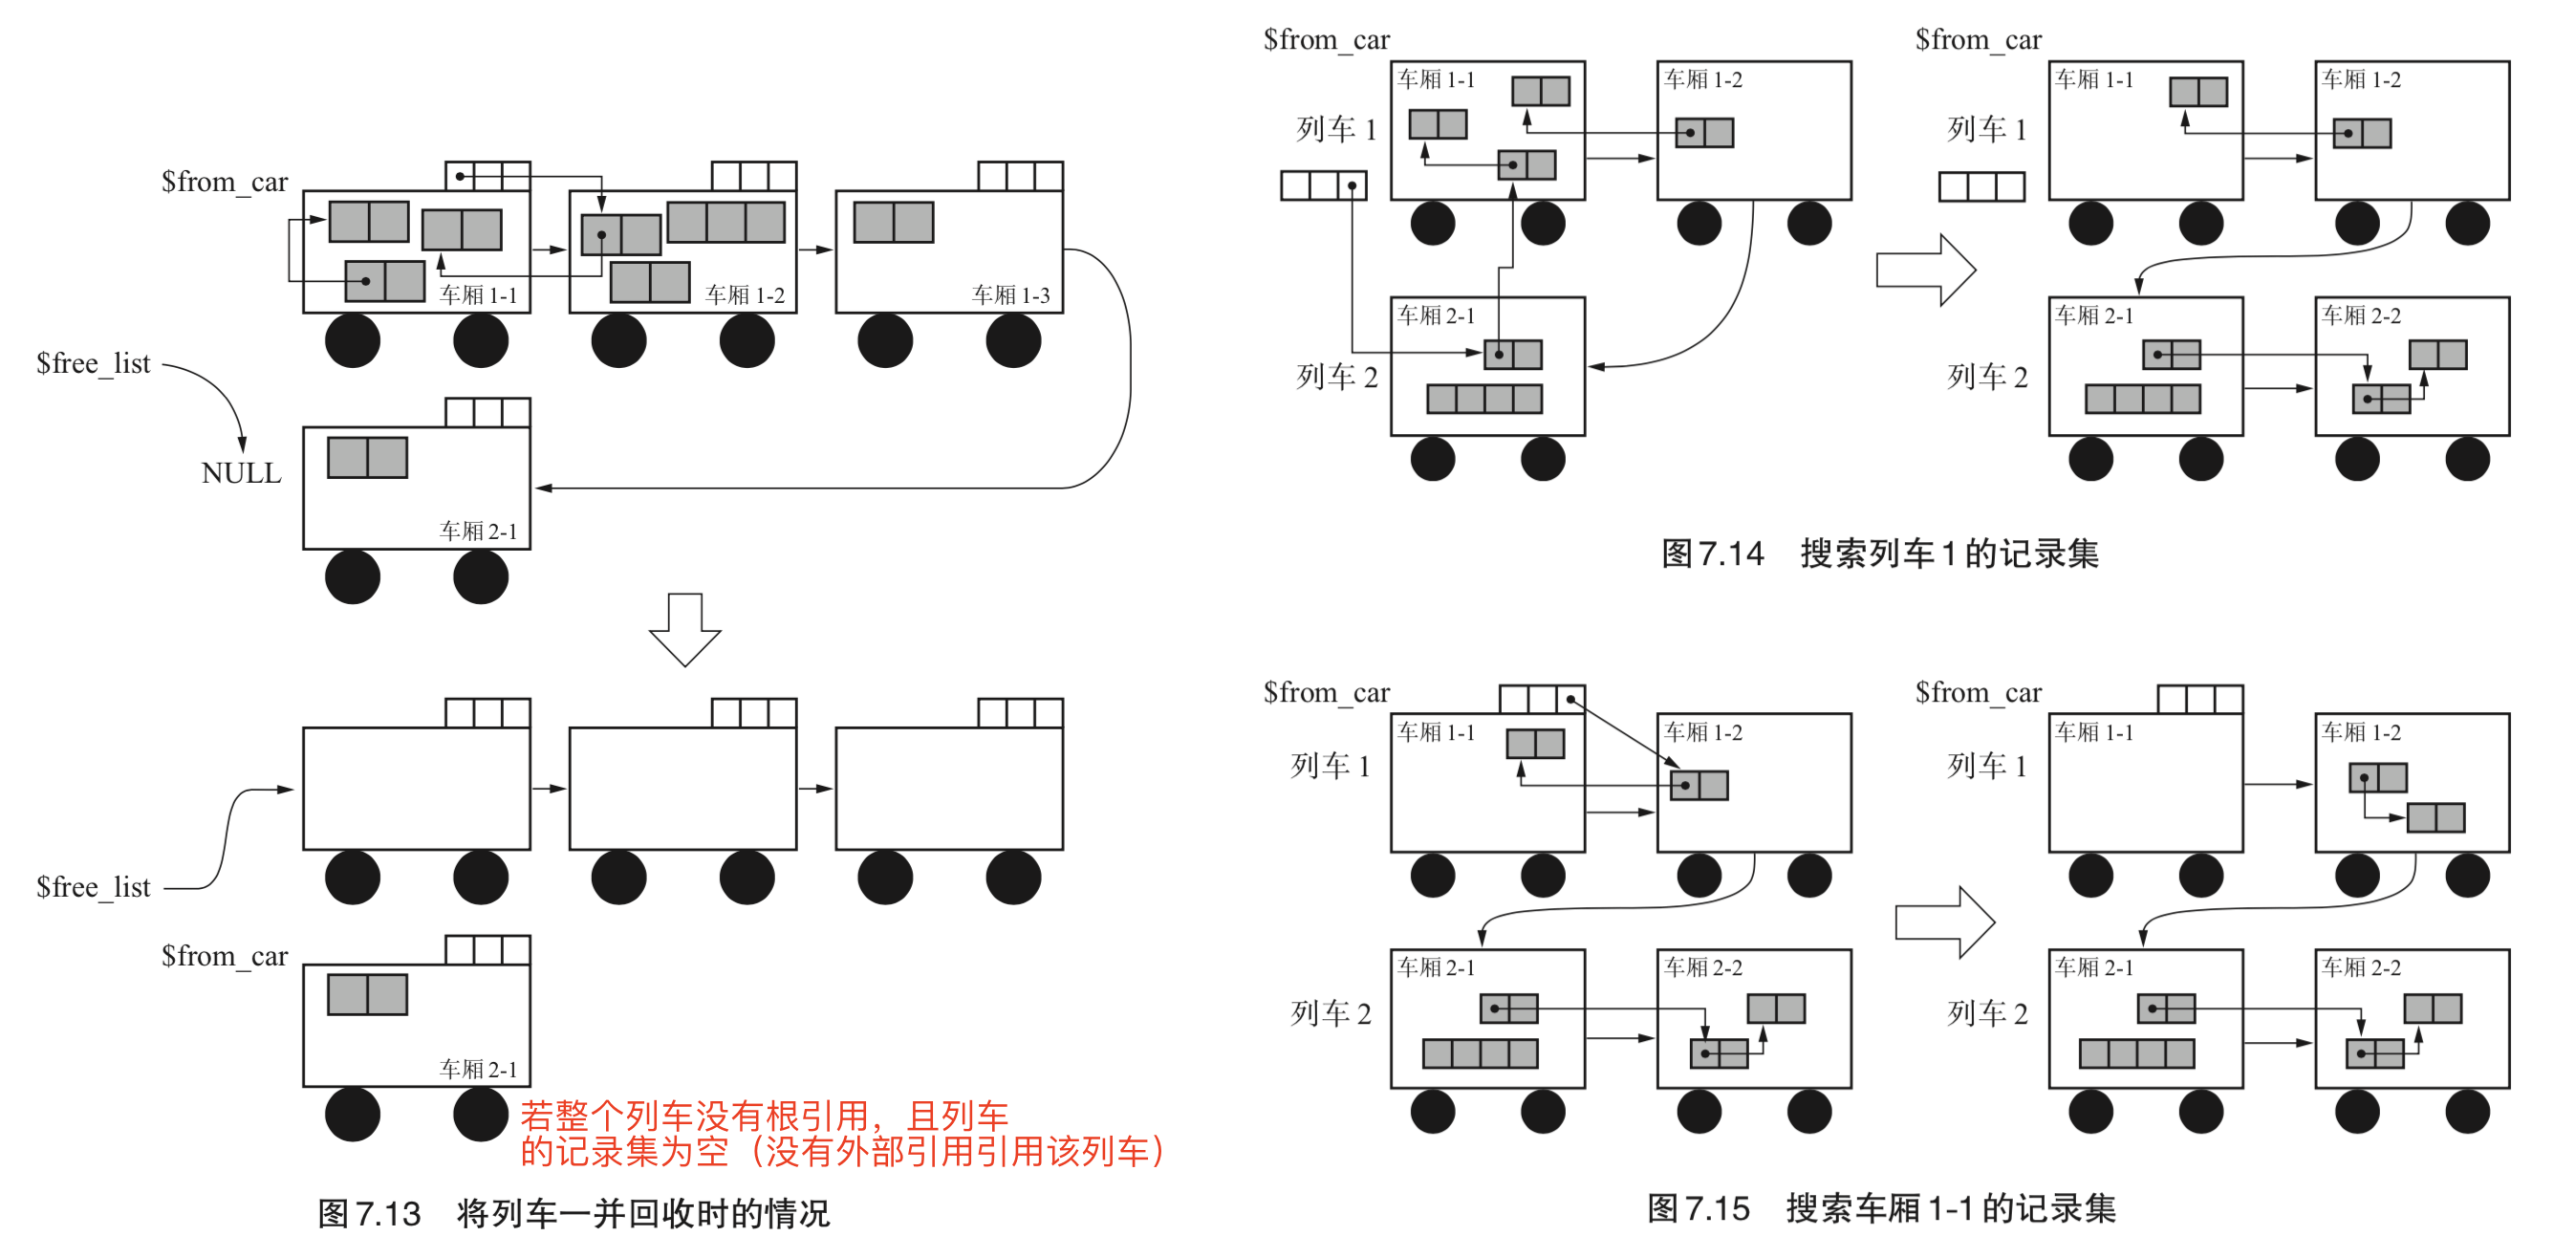 $from_car
车厢 1-1
车厢 1-2
车厢 1-3
$free_list
NULL
车厢 2-1
$free_list
$from_car
车厢 2-1
若整个列车没有根引用，且列车
的记录集为空（没有外部引用引用该列车）
图 7.13 将列车一并回收时的情况
$from_car
车厢 1-1
车厢 1-2
列车 1
车厢 2-1
列车 2
$from_car
车厢 1-1
车厢 1-2
列车 1
车厢 2-1
车厢 2-2
列车 2
图 7.14 搜索列车 1 的记录集
$from_car
车厢 1-1
车厢 1-2
列车 1
车厢 2-1
车厢 2-2
列车 2
$from_car
车厢 1-1
车厢 1-2
列车 1
车厢 2-1
车厢 2-2
列车 2
图 7.15 搜索车厢 1-1 的记录集